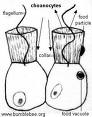 choanocytes
flagellum
food
particle
collar
www.bumblebee.org
food vacuole